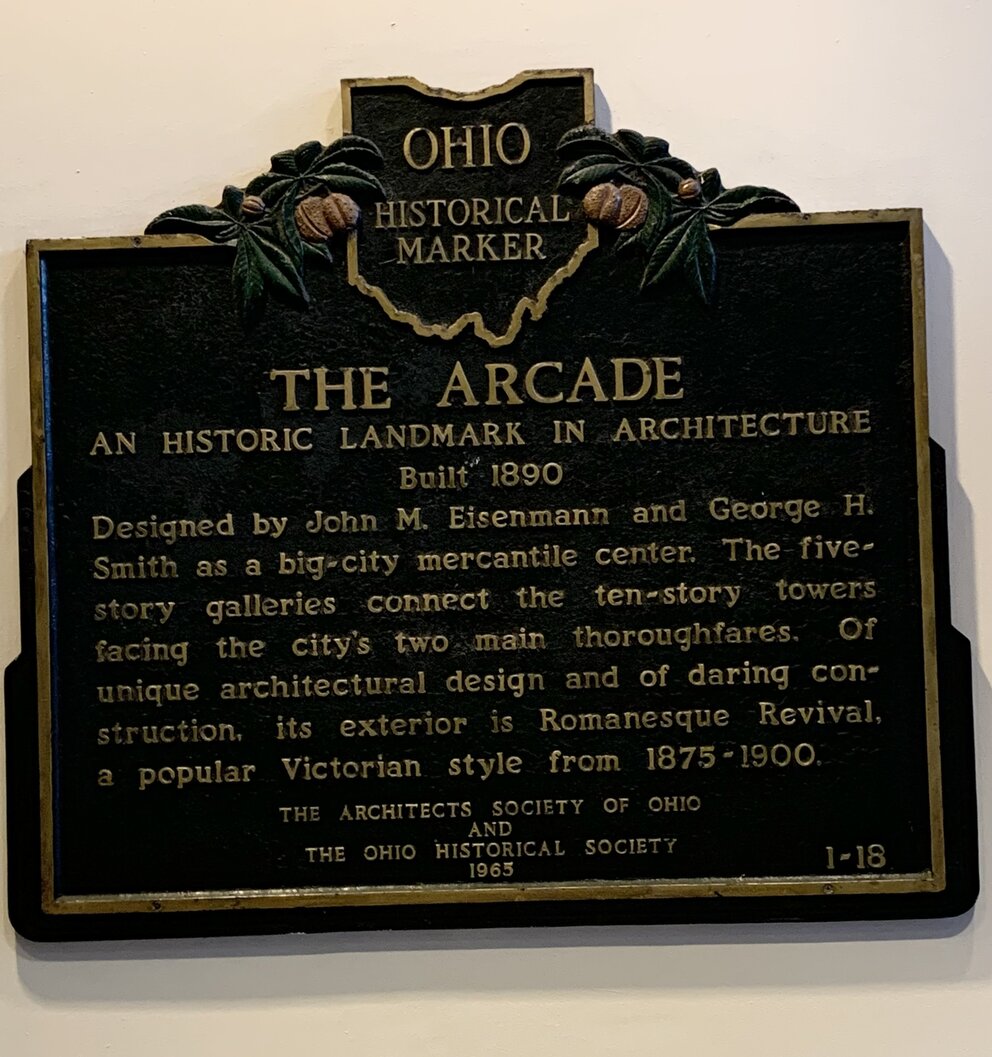 OHIO
HISTORICAL
MARKER
THE ARCADE
AN HISTORIC LANDMARK IN ARCHITECTURE
Built 1890
Designed by John M. Eisenmann and George H.
Smith as a big-city mercantile center. The five-
story galleries connect the ten-story towers
facing the city's two main thoroughfares. Of
unique architectural design and of daring con-
struction, its exterior is Romanesque Revival,
a popular Victorian style from 1875-1900.
THE ARCHITECTS SOCIETY OF OHIO
AND
THE OHIO HISTORICAL SOCIETY
1965
1-18